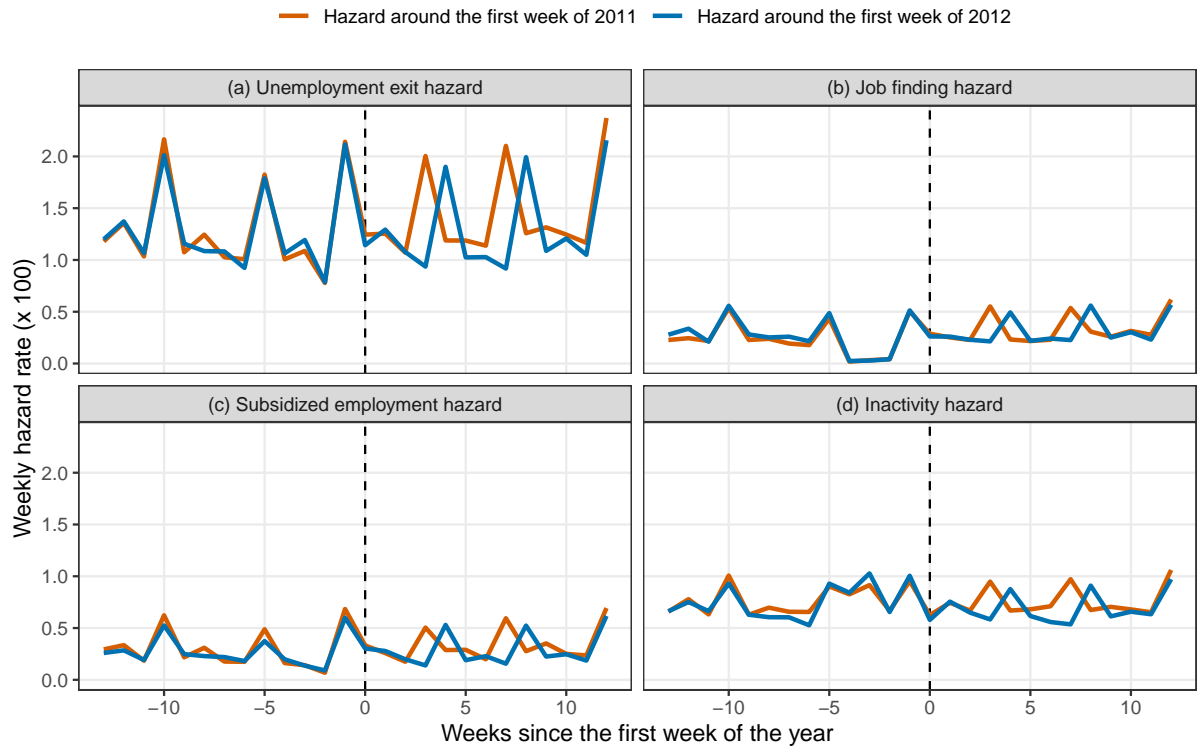 Hazard around the first week of 2011 Hazard around the first week of 2012
(a) Unemployment exit hazard
(b) Job finding hazard
2.0
1.5
1.0
0.5
0.0
(c) Subsidized employment hazard
(d) Inactivity hazard
2.0
1.5
1.0
0.5
0.0
−10 −5 0 5 10
−10 −5 0 5 10
Weeks since the first week of the year
Weekly hazard rate (x 100)